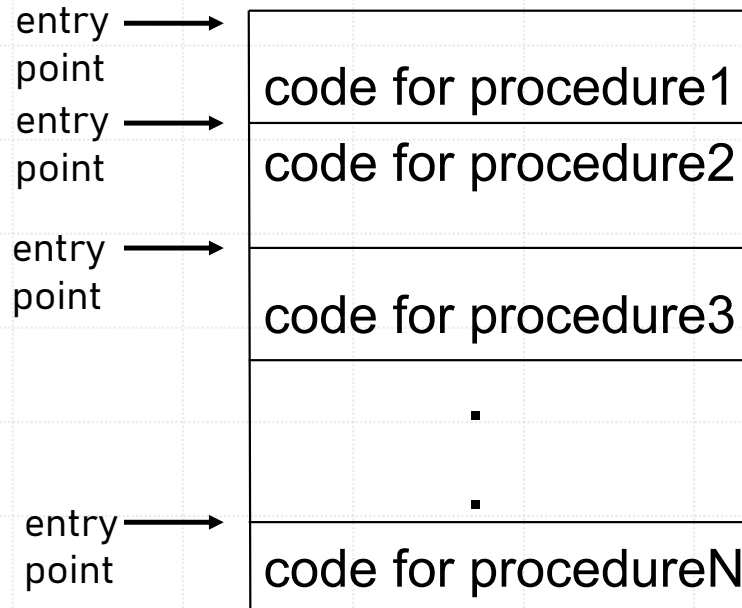 entry
point
code for procedure1
entry
point
code for procedure2
entry
point
code for procedure3
.
.
entry
point
code for procedureN